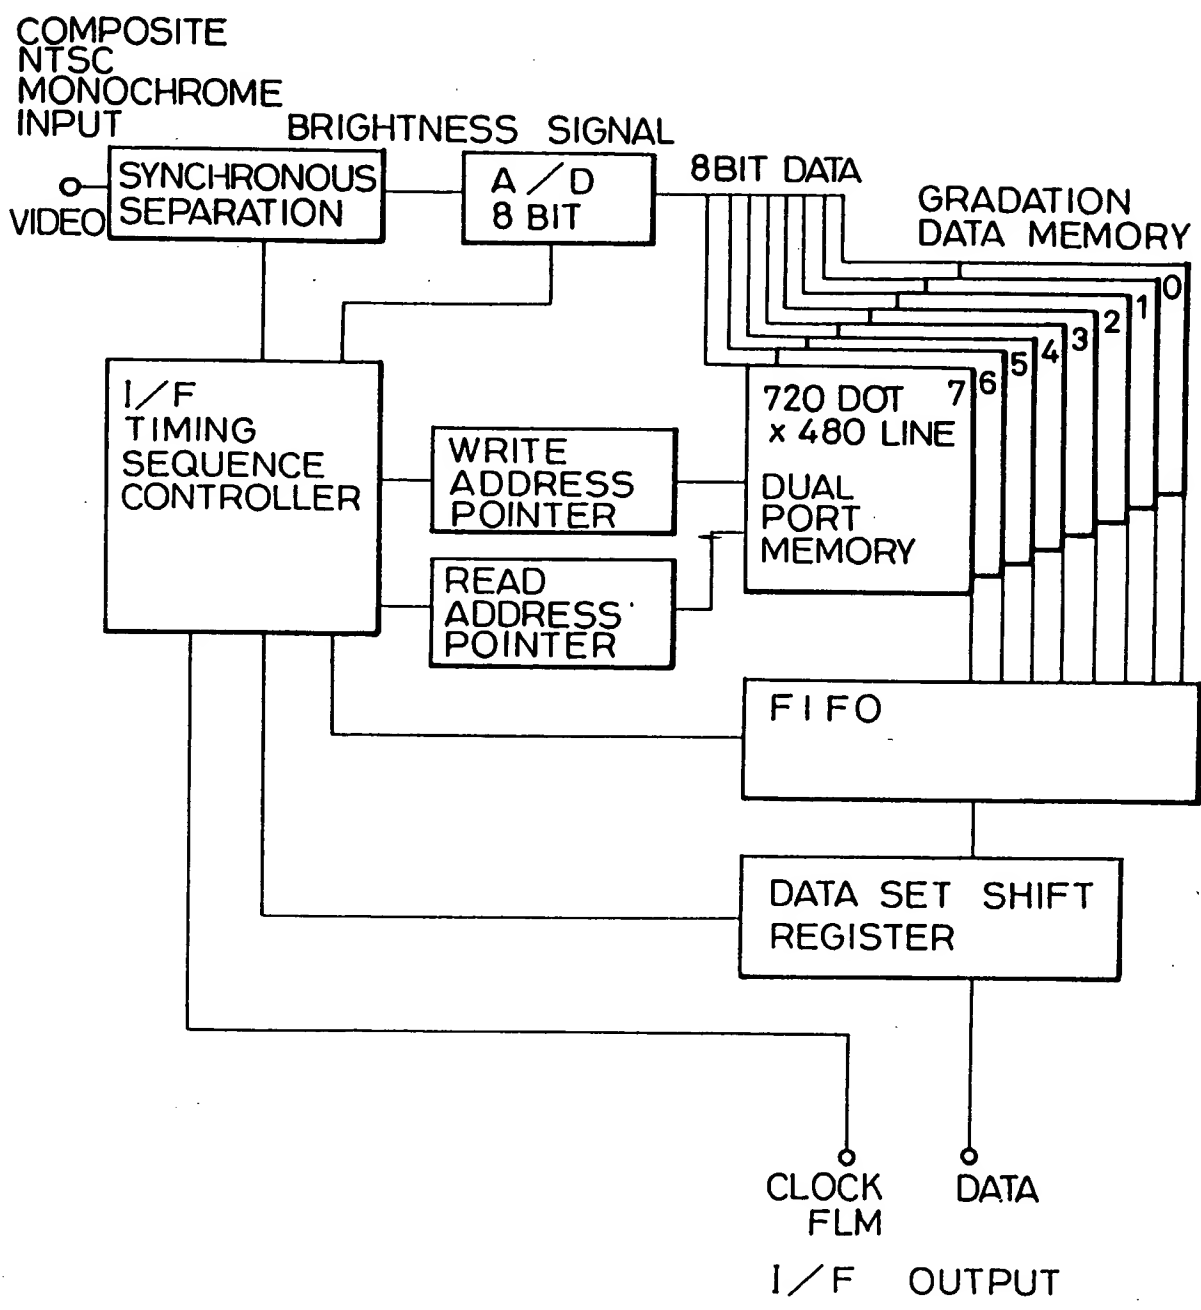 COMPOSITE
NTSC
MONOCHROME
INPUT
BRIGHTNESS SIGNAL
VIDEO
SYNCHRONOUS
SEPARATION
A/D
8 BIT
8BIT DATA
GRADATION
DATA MEMORY
0
1
2
3
4
5
6
7
720 DOT
x 480 LINE
DUAL
PORT
MEMORY
I/F
TIMING
SEQUENCE
CONTROLLER
WRITE
ADDRESS
POINTER
READ
ADDRESS
POINTER
FIFO
DATA SET SHIFT
REGISTER
CLOCK
FLM
DATA
I/F OUTPUT